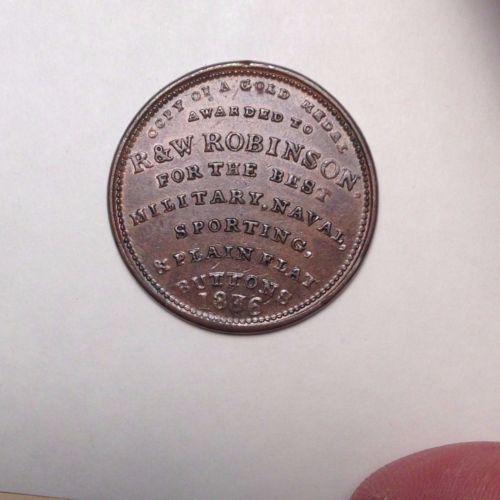 COPY OF A GOLD MEDAL
AWARDED TO
R&W ROBINSON,
FOR THE BEST
MILITARY, NAVAL,
SPORTING,
& PLAIN FLAT
BUTTONS
1836